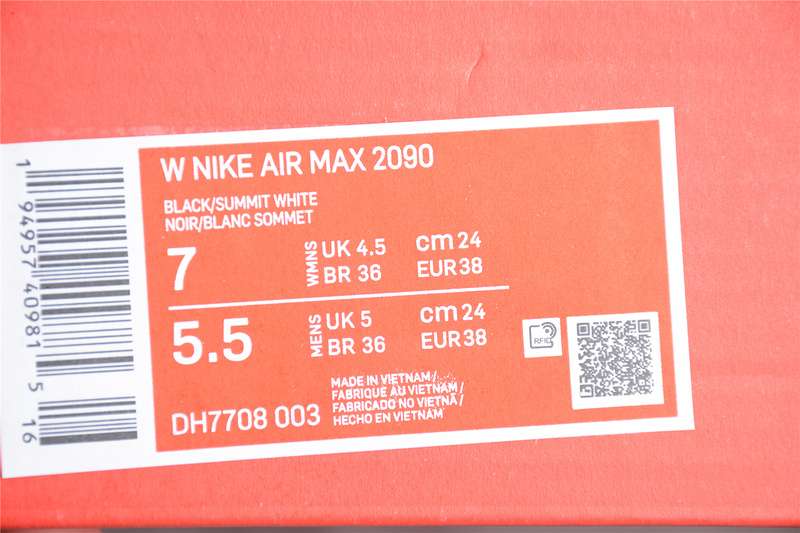 W NIKE AIR MAX 2090
BLACK/SUMMIT WHITE
NOIR/BLANC SOMMET
7
WMNS
UK 4.5 cm 24
BR 36 EUR 38
5.5
MENS
UK 5 cm 24
BR 36 EUR 38
DH7708 003
MADE IN VIETNAM/
FABRIQUE AU VIETNAM/
FABRICADO NO VIETNÃ/
HECHO EN VIETNAM
RFID
1 94957 40981 5 16